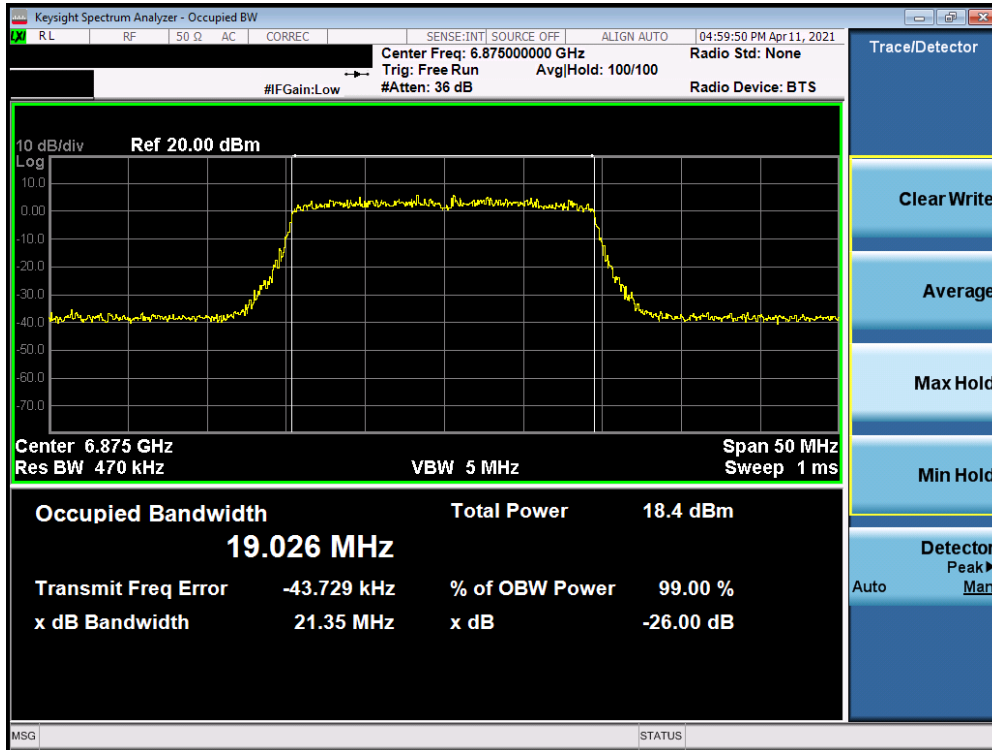 Keysight Spectrum Analyzer - Occupied BW
LXI RL RF 50 Ω AC CORREC SENSE:INT SOURCE OFF ALIGN AUTO 04:59:50 PM Apr 11, 2021
Center Freq: 6.875000000 GHz Radio Std: None
Trig: Free Run Avg|Hold: 100/100
#IFGain:Low #Atten: 36 dB Radio Device: BTS
10 dB/div Ref 20.00 dBm
Log
10.0
0.00
-10.0
-20.0
-30.0
-40.0
-50.0
-60.0
-70.0
Center 6.875 GHz Span 50 MHz
Res BW 470 kHz VBW 5 MHz Sweep 1 ms
Occupied Bandwidth Total Power 18.4 dBm
19.026 MHz
Transmit Freq Error -43.729 kHz % of OBW Power 99.00 %
x dB Bandwidth 21.35 MHz x dB -26.00 dB
MSG STATUS
Trace/Detector
Clear Write
Average
Max Hold
Min Hold
Detector
Peak▶
Auto Man